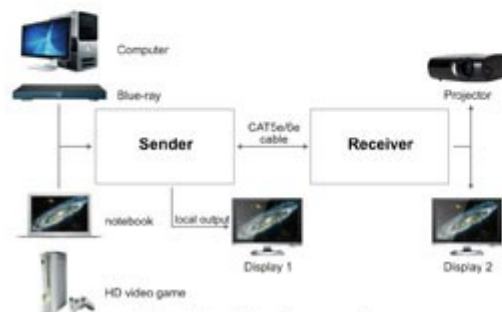 Computer
Blue-ray
Projector
Sender
CAT5e/6e
cable
Receiver
notebook
local output
Display 1
Display 2
HD video game